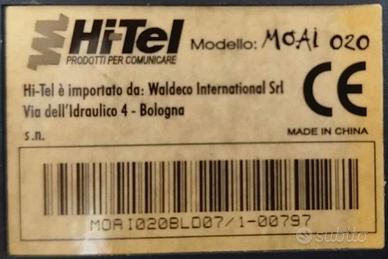 Hi-Tel
PRODOTTI PER COMUNICARE
Modello: MOAI 020
Hi-Tel è importato da: Waldeco International Srl
Via dell'Idraulico 4 - Bologna
s.n.
CE
MADE IN CHINA
MOAI020BLO07/1-00797
subito